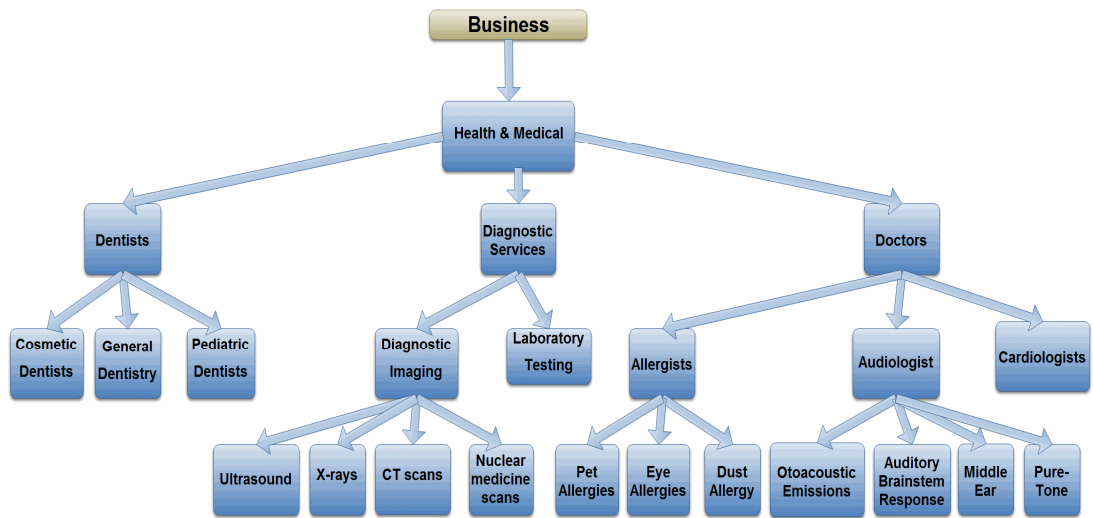 Business
Health & Medical
Dentists
Diagnostic
Services
Doctors
Cosmetic
Dentists
General
Dentistry
Pediatric
Dentists
Diagnostic
Imaging
Laboratory
Testing
Allergists
Audiologist
Cardiologists
Ultrasound
X-rays
CT scans
Nuclear
medicine
scans
Pet
Allergies
Eye
Allergies
Dust
Allergy
Otoacoustic
Emissions
Auditory
Brainstem
Response
Middle
Ear
Pure-
Tone